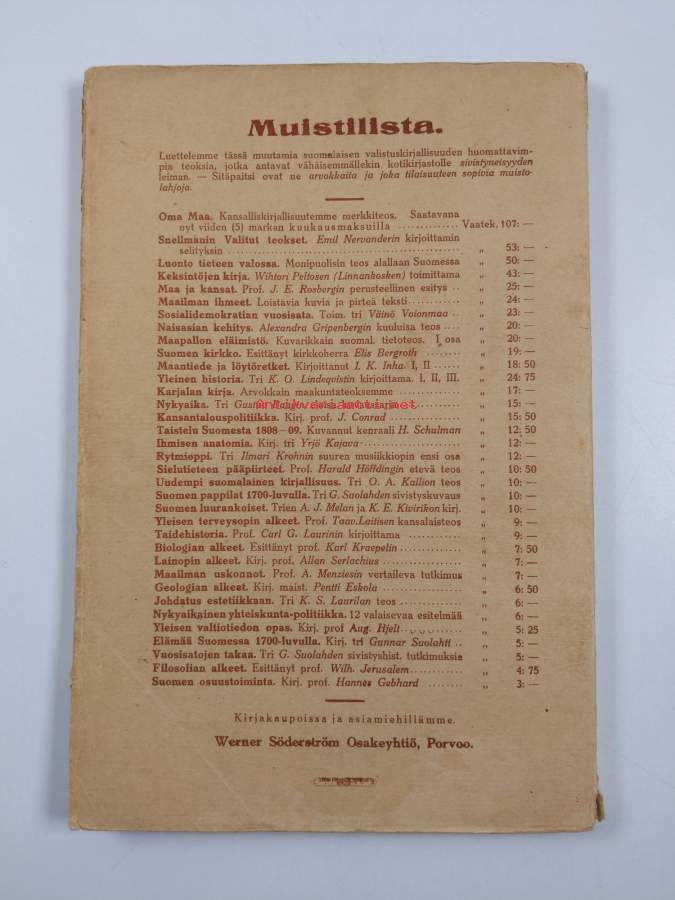 Muistilista.
Luettelemme tässä muutamia suomalaisen valistuskirjallisuuden huomattavim-
pia teoksia, jotka antavat vähäisemmällekin kotikirjastolle sivistyneisyyden
leiman. — Sitäpaitsi ovat ne arvokkaita ja joka tilaisuuteen sopivia muisto-
lahjoja.
Oma Maa. Kansalliskirjallisuutemme merkkiteos. Saatavana
nyt viiden (5) markan kuukausmaksuilla ........... Vaatek. 107: —
Snellmanin Valitut teokset. Emil Nervanderin kirjoittamin
selityksin .......... „ 53: —
Luonto tieteen valossa. Monipuolisin teos alallaan Suomessa „ 50: —
Keksintöjen kirja. Wihtori Peltosen (Linnankosken) toimittama „ 43: —
Maa ja kansat. Prof. J. E. Rosbergin perusteellinen esitys .. „ 25: —
Maailman ihmeet. Loistavia kuvia ja pirteä teksti .......... „ 24: —
Sosialidemokratian vuosisata. Toim. tri Väinö Voionmaa .. „ 23: —
Naisasian kehitys. Alexandra Gripenbergin kuuluisa teos ... „ 20: —
Maapallon eläimistö. Kuvarikkain suomal. tietoteos. I osa „ 20: —
Suomen kirkko. Esittänyt kirkkoherra Elis Bergroth ....... „ 19: —
Maantiede ja löytöretket. Kirjoittanut I. K. Inha. I, II ....... „ 18: 50
Yleinen historia. Tri K. O. Lindeqvistin kirjoittama. I, II, III. „ 24: 75
Karjalan kirja. Arvokkain maakuntateoksemme .......... „ 17: —
Nykyaika. Tri „ 15: —
antikvariaatti.net
Kansantalouspolitiikka. Kirj. prof. J. Conrad .......... „ 15: 50
Taistelu Suomesta 1808—09. Kuvannut kenraali H. Schulman „ 12: 50
Ihmisen anatomia. Kirj. tri Yrjö Kajava .......... „ 12: —
Rytmioppi. Tri Ilmari Krohnin suuren musiikkiopin ensi osa „ 12: —
Sielutieteen pääpiirteet. Prof. Harald Höffdingin etevä teos „ 10: 50
Uudempi suomalainen kirjallisuus. Tri O. A. Kallion teos „ 10: —
Suomen pappilat 1700-luvulla. Tri G. Suolahden sivistyskuvaus „ 10: —
Suomen luurankoiset. Trien A. J. Melan ja K. E. Kivirikon kirj. „ 10: —
Yleisen terveysopin alkeet. Prof. Taav. Laitisen kansalaisteos „ 9: —
Taidehistoria. Prof. Carl G. Laurinin kirjoittama .......... „ 9: —
Biologian alkeet. Esittänyt prof. Karl Kraepelin .......... „ 7: 50
Lainopin alkeet. Kirj. prof. Allan Serlachius .......... „ 7: —
Maailman uskonnot. Prof. A. Menziesin vertaileva tutkimus „ 7: —
Geologian alkeet. Kirj. maist. Pentti Eskola .......... „ 6: 50
Johdatus estetiikkaan. Tri K. S. Laurilan teos .......... „ 6: —
Nykyaikainen yhteiskunta-politiikka. 12 valaisevaa esitelmää „ 6: —
Yleisen valtiotiedon opas. Kirj. prof Aug. Hjelt .......... „ 5: 25
Elämää Suomessa 1700-luvulla. Kirj. tri Gunnar Suolahti .. „ 5: —
Vuosisatojen takaa. Tri G. Suolahden sivistyshist. tutkimuksia „ 5: —
Filosofian alkeet. Esittänyt prof. Wilh. Jerusalem .......... „ 4: 75
Suomen osuustoiminta. Kirj. prof. Hannes Gebhard ........ „ 3: —
Kirjakaupoissa ja asiamiehillämme.
Werner Söderström Osakeyhtiö, Porvoo.